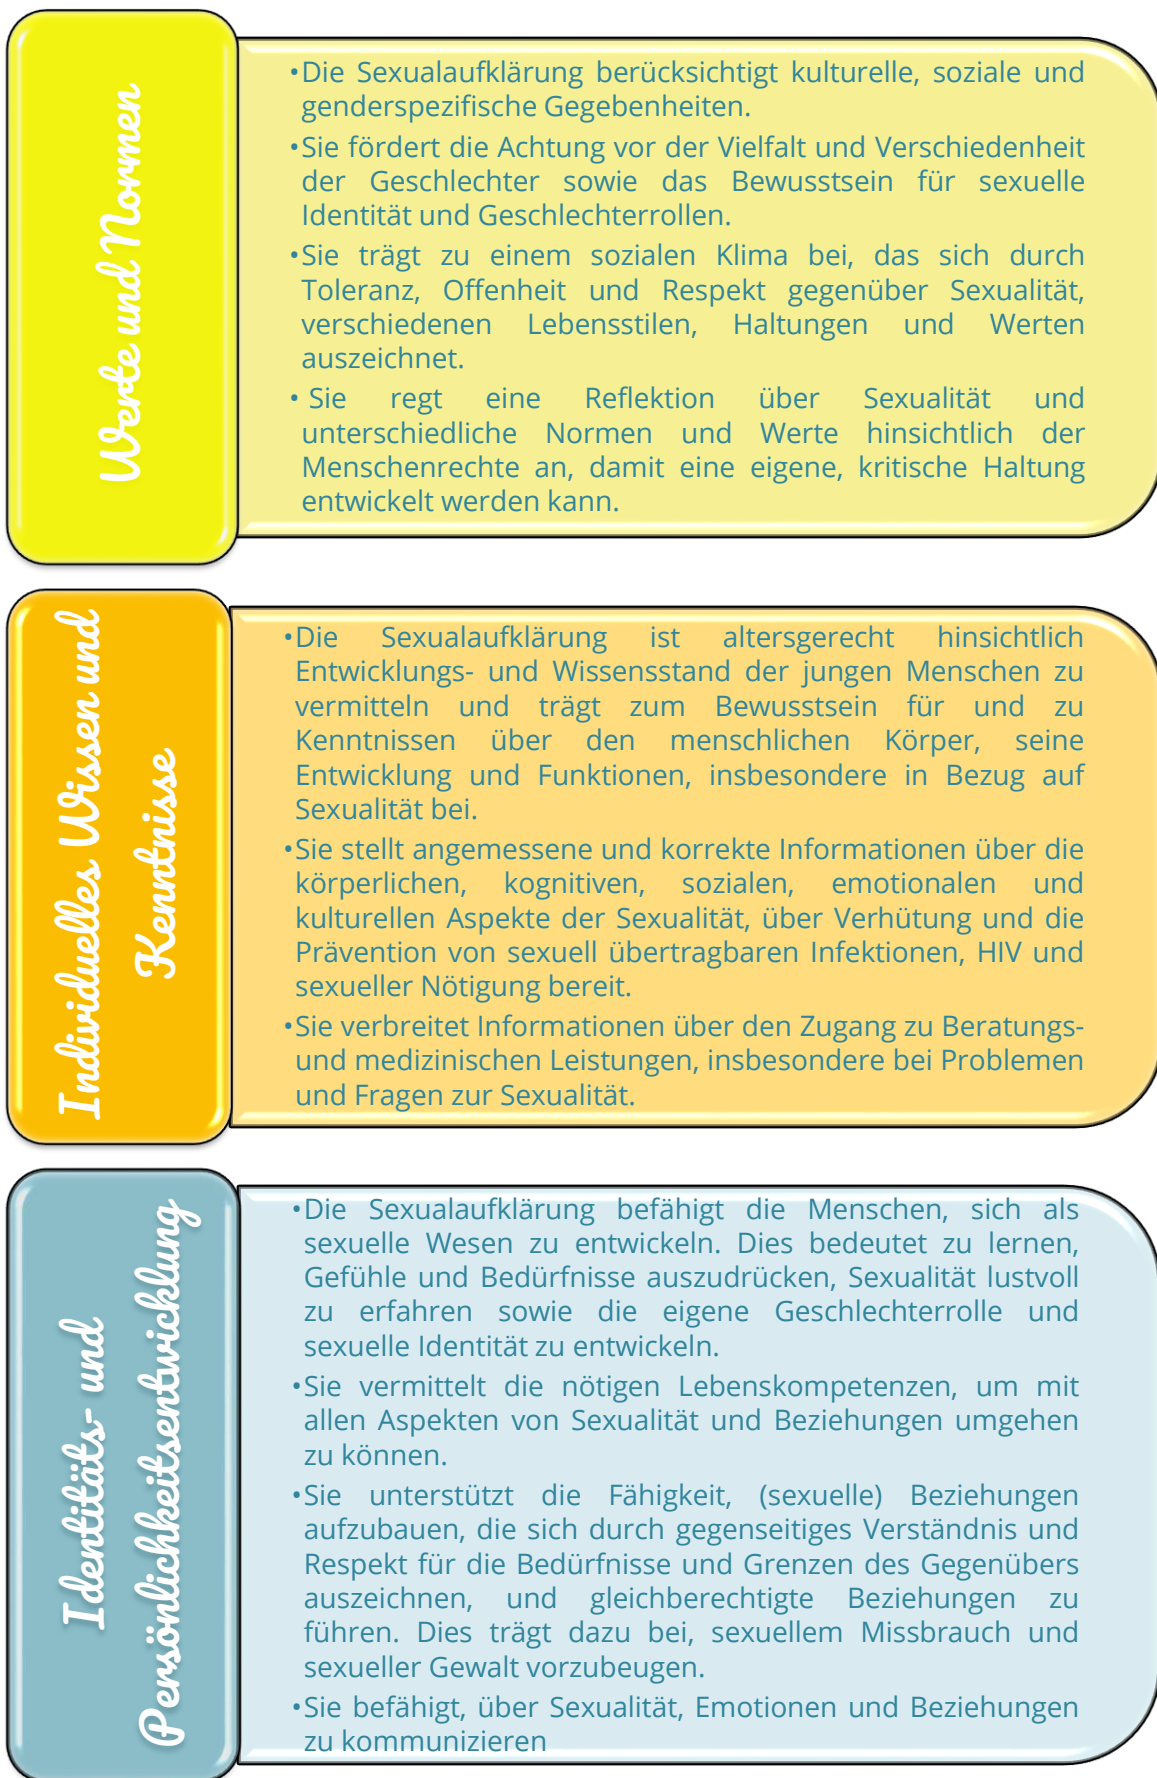 Werte und Normen
•Die Sexualaufklärung berücksichtigt kulturelle, soziale und
genderspezifische Gegebenheiten.
•Sie fördert die Achtung vor der Vielfalt und Verschiedenheit
der Geschlechter sowie das Bewusstsein für sexuelle
Identität und Geschlechterrollen.
•Sie trägt zu einem sozialen Klima bei, das sich durch
Toleranz, Offenheit und Respekt gegenüber Sexualität,
verschiedenen Lebensstilen, Haltungen und Werten
auszeichnet.
• Sie regt eine Reflektion über Sexualität und
unterschiedliche Normen und Werte hinsichtlich der
Menschenrechte an, damit eine eigene, kritische Haltung
entwickelt werden kann.
Individuelles Wissen und
Kenntnisse
•Die Sexualaufklärung ist altersgerecht hinsichtlich
Entwicklungs- und Wissensstand der jungen Menschen zu
vermitteln und trägt zum Bewusstsein für und zu
Kenntnissen über den menschlichen Körper, seine
Entwicklung und Funktionen, insbesondere in Bezug auf
Sexualität bei.
•Sie stellt angemessene und korrekte Informationen über die
körperlichen, kognitiven, sozialen, emotionalen und
kulturellen Aspekte der Sexualität, über Verhütung und die
Prävention von sexuell übertragbaren Infektionen, HIV und
sexueller Nötigung bereit.
•Sie verbreitet Informationen über den Zugang zu Beratungs-
und medizinischen Leistungen, insbesondere bei Problemen
und Fragen zur Sexualität.
Identitäts- und
Persönlichkeitsentwicklung
•Die Sexualaufklärung befähigt die Menschen, sich als
sexuelle Wesen zu entwickeln. Dies bedeutet zu lernen,
Gefühle und Bedürfnisse auszudrücken, Sexualität lustvoll
zu erfahren sowie die eigene Geschlechterrolle und
sexuelle Identität zu entwickeln.
•Sie vermittelt die nötigen Lebenskompetenzen, um mit
allen Aspekten von Sexualität und Beziehungen umgehen
zu können.
•Sie unterstützt die Fähigkeit, (sexuelle) Beziehungen
aufzubauen, die sich durch gegenseitiges Verständnis und
Respekt für die Bedürfnisse und Grenzen des Gegenübers
auszeichnen, und gleichberechtigte Beziehungen zu
führen. Dies trägt dazu bei, sexuellem Missbrauch und
sexueller Gewalt vorzubeugen.
•Sie befähigt, über Sexualität, Emotionen und Beziehungen
zu kommunizieren